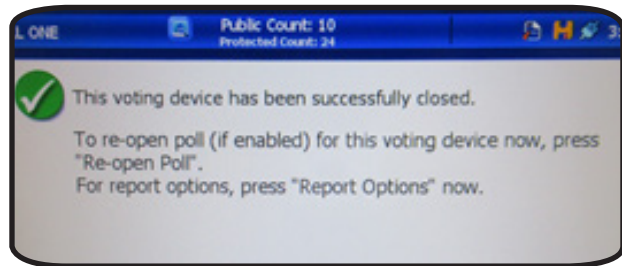 L ONE
Public Count: 10
Protected Count: 24
H
3:
This voting device has been successfully closed.
To re-open poll (if enabled) for this voting device now, press
"Re-open Poll".
For report options, press "Report Options" now.